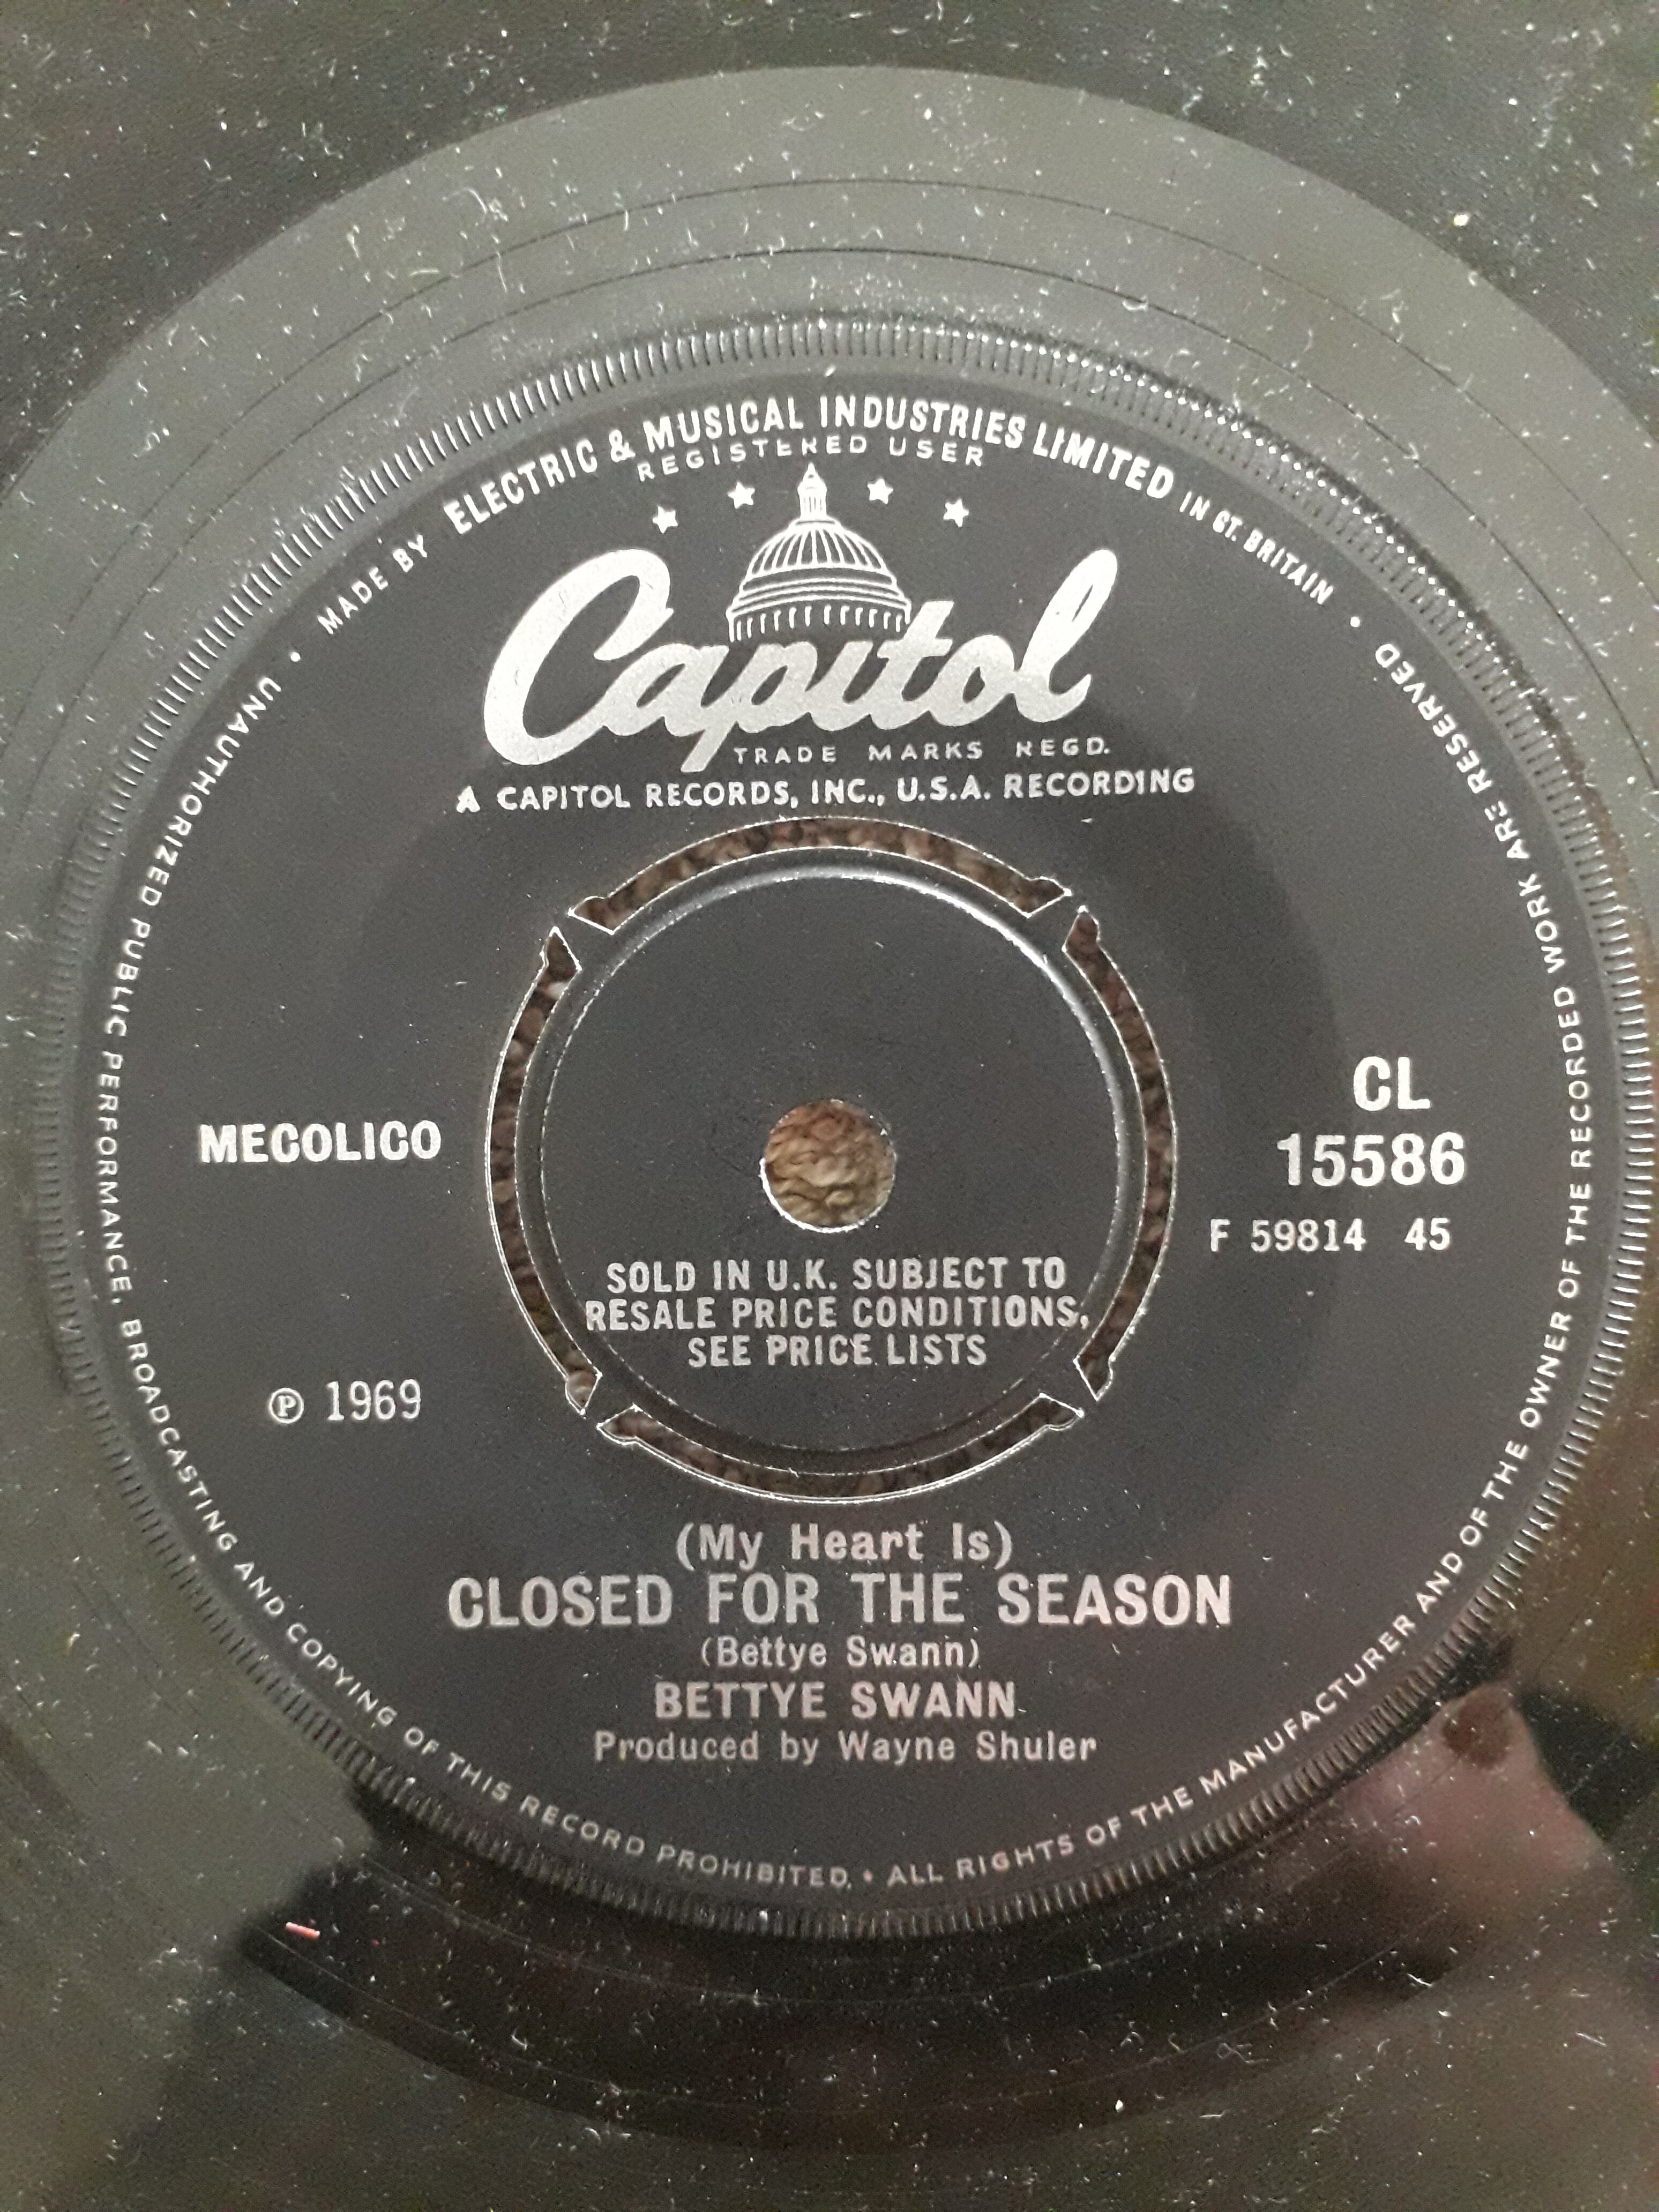 MADE BY ELECTRIC & MUSICAL INDUSTRIES LIMITED IN GT. BRITAIN •
REGISTERED USER
Capitol
TRADE MARKS REGD.
A CAPITOL RECORDS, INC., U.S.A. RECORDING
MECOLICO
CL
15586
F 59814 45
SOLD IN U.K. SUBJECT TO
RESALE PRICE CONDITIONS,
SEE PRICE LISTS
℗ 1969
(My Heart Is)
CLOSED FOR THE SEASON
(Bettye Swann)
BETTYE SWANN
Produced by Wayne Shuler
UNAUTHORIZED PUBLIC PERFORMANCE, BROADCASTING AND COPYING OF THIS RECORD PROHIBITED. • ALL RIGHTS OF THE MANUFACTURER AND OF THE OWNER OF THE RECORDED WORK ARE RESERVED •